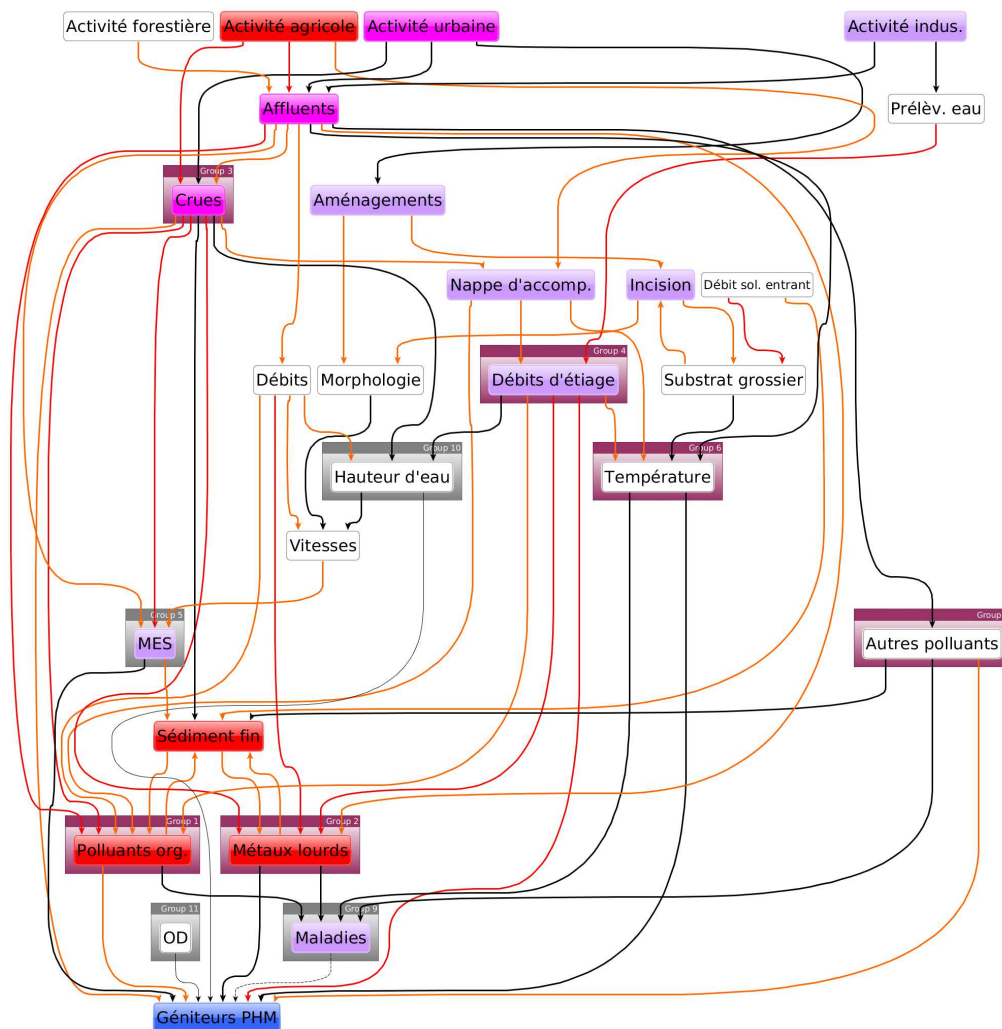 Activité forestière
Activité agricole
Activité urbaine
Activité indus.
Affluents
Prélèv. eau
Group 3
Crues
Aménagements
Nappe d'accomp.
Incision
Débit sol. entrant
Group 4
Débits
Morphologie
Débits d'étiage
Substrat grossier
Group 10
Group 6
Hauteur d'eau
Température
Vitesses
Group 5
Group
MES
Autres polluants
Sédiment fin
Group 1
Group 2
Polluants org.
Métaux lourds
Group 11
Group 9
OD
Maladies
Géniteurs PHM